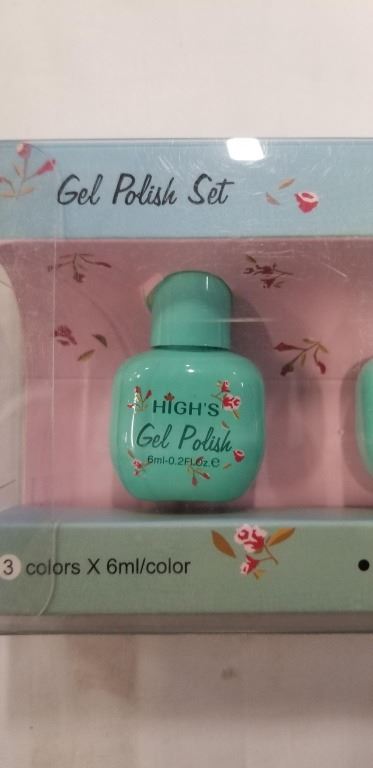 Gel Polish Set
HIGH'S
Gel Polish
6ml-0.2Fl.Oz.e
3 colors X 6ml/color